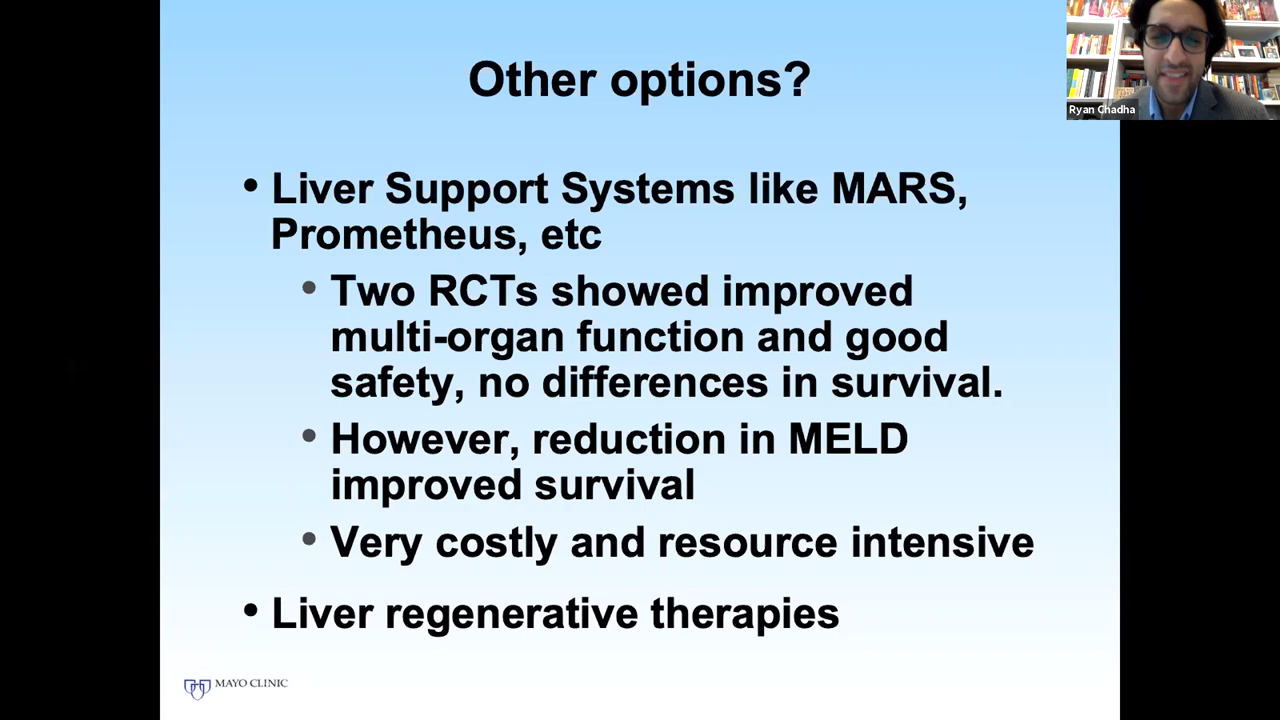 Other options?
Ryan Chadha
• Liver Support Systems like MARS,
Prometheus, etc
• Two RCTs showed improved
multi-organ function and good
safety, no differences in survival.
• However, reduction in MELD
improved survival
• Very costly and resource intensive
• Liver regenerative therapies
MAYO CLINIC